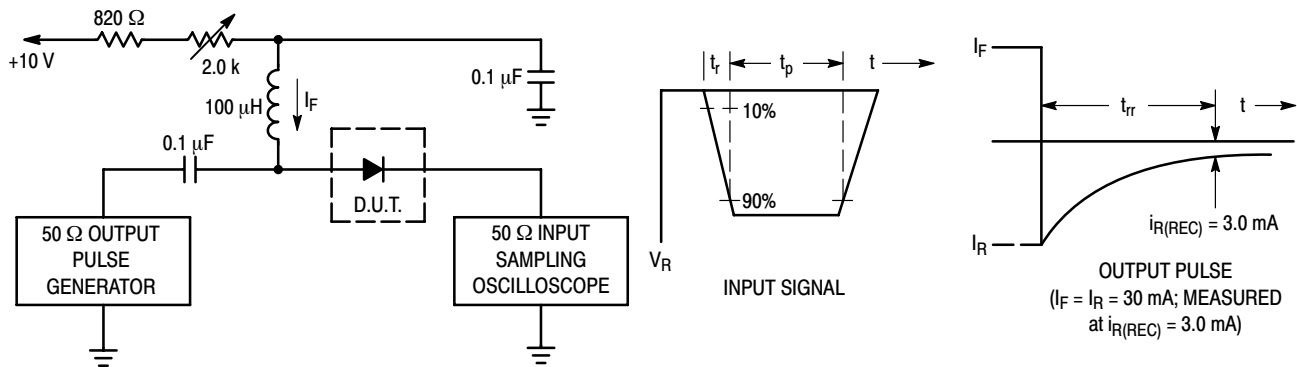 820 Ω
+10 V
2.0 k
100 μH
I_F
0.1 μF
0.1 μF
D.U.T.
50 Ω OUTPUT
PULSE
GENERATOR
50 Ω INPUT
SAMPLING
OSCILLOSCOPE
t_r
t_p
t
10%
90%
V_R
INPUT SIGNAL
I_F
t_rr
t
I_R
i_R(REC) = 3.0 mA
OUTPUT PULSE
(I_F = I_R = 30 mA; MEASURED
at i_R(REC) = 3.0 mA)